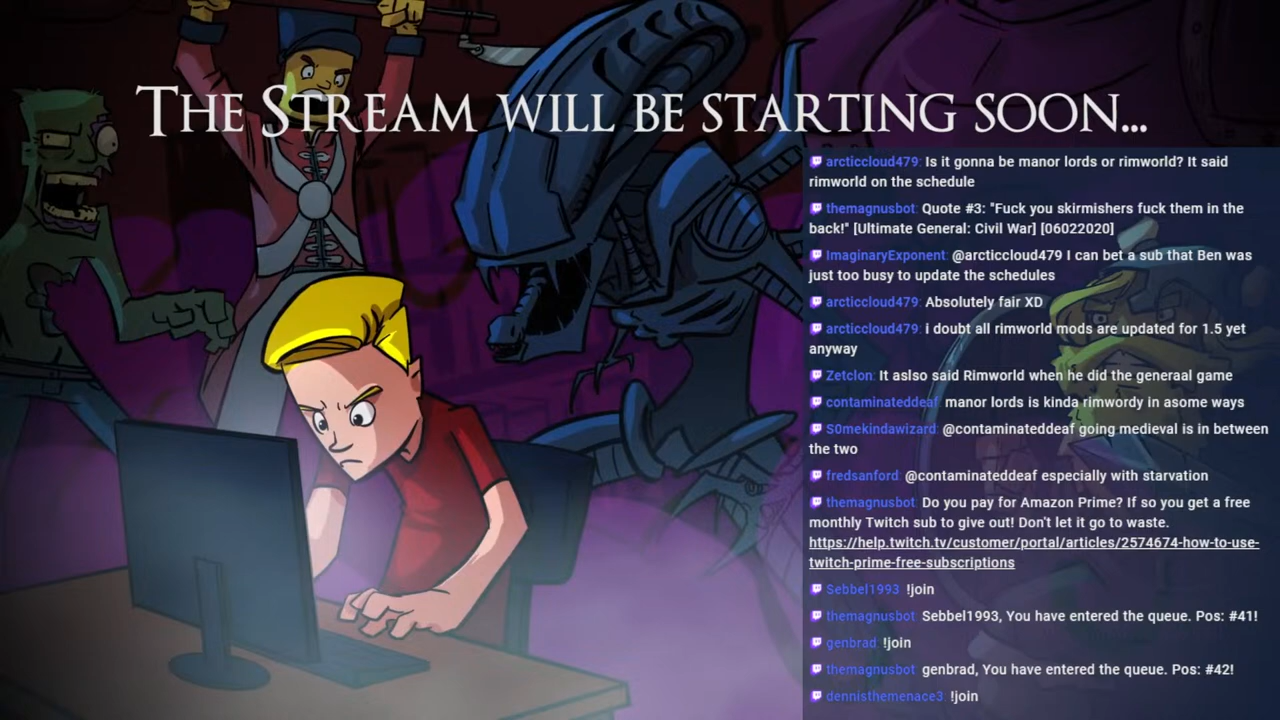 The Stream will be starting soon...
arcticcloud479: Is it gonna be manor lords or rimworld? It said
rimworld on the schedule
themagnusbot: Quote #3: "Fuck you skirmishers fuck them in the
back!" [Ultimate General: Civil War] [06022020]
ImaginaryExponent: @arcticcloud479 I can bet a sub that Ben was
just too busy to update the schedules
arcticcloud479: Absolutely fair XD
arcticcloud479: i doubt all rimworld mods are updated for 1.5 yet
anyway
Zetclon: It aslso said Rimworld when he did the generaal game
contaminateddeaf: manor lords is kinda rimwordy in asome ways
S0mekindawizard: @contaminateddeaf going medieval is in between
the two
fredsanford: @contaminateddeaf especially with starvation
themagnusbot: Do you pay for Amazon Prime? If so you get a free
monthly Twitch sub to give out! Don't let it go to waste.
https://help.twitch.tv/customer/portal/articles/2574674-how-to-use-
twitch-prime-free-subscriptions
Sebbel1993: !join
themagnusbot: Sebbel1993, You have entered the queue. Pos: #41!
genbrad: !join
themagnusbot: genbrad, You have entered the queue. Pos: #42!
dennisthemenace3: !join